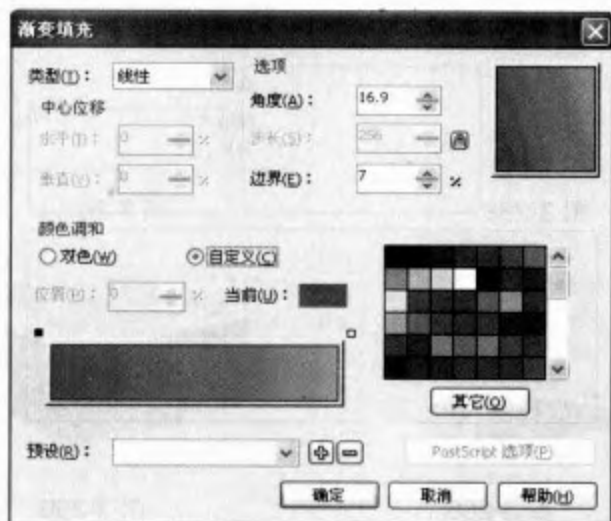 渐变填充
类型(T)： 线性
选项
角度(A)： 16.9
中心位移
水平(I)： 0 %
步长(S)： 256
垂直(V)： 0 %
边界(E)： 7 %
颜色调和
双色(W) 自定义(C)
位置(P)： 0 % 当前(U)：
其它(O)
预设(R)：
PostScript 选项(P)
确定 取消 帮助(H)